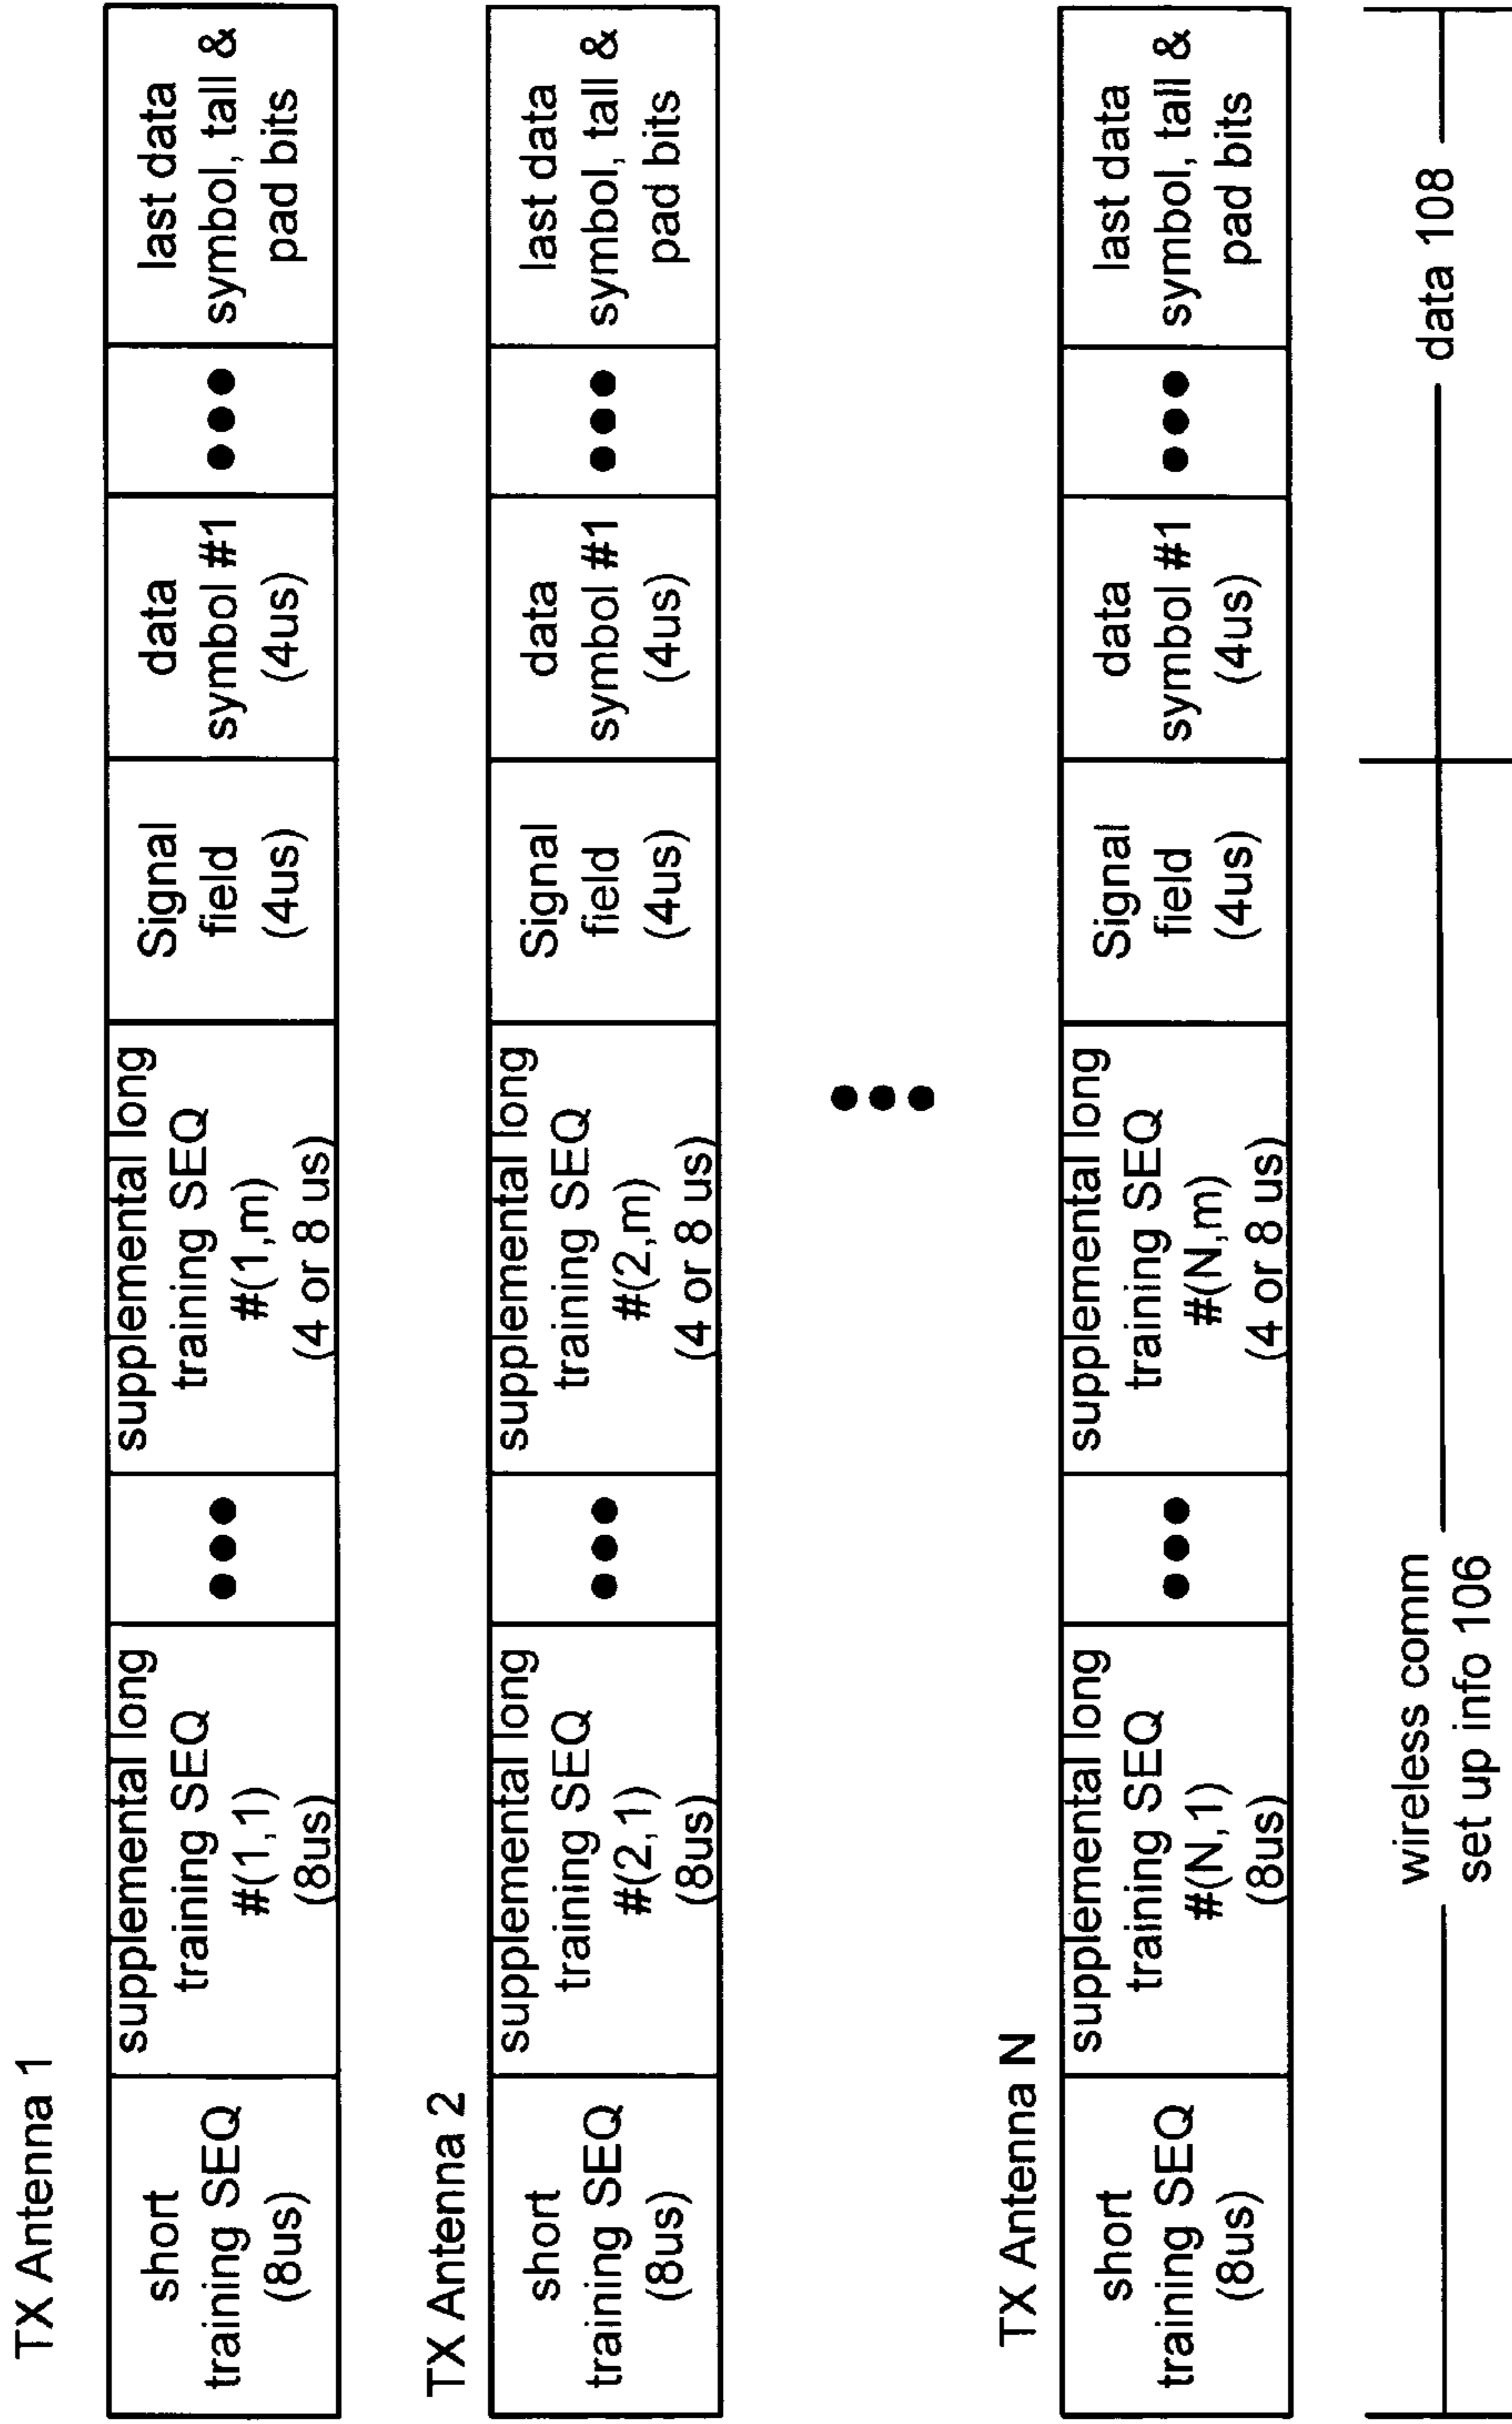 TX Antenna 1
short
training SEQ
(8us)
supplemental long
training SEQ
#(1,1)
(8us)
supplemental long
training SEQ
#(1,m)
(4 or 8 us)
Signal
field
(4us)
data
symbol #1
(4us)
last data
symbol, tall &
pad bits
TX Antenna 2
short
training SEQ
(8us)
supplemental long
training SEQ
#(2,1)
(8us)
supplemental long
training SEQ
#(2,m)
(4 or 8 us)
Signal
field
(4us)
data
symbol #1
(4us)
last data
symbol, tall &
pad bits
TX Antenna N
short
training SEQ
(8us)
supplemental long
training SEQ
#(N,1)
(8us)
supplemental long
training SEQ
#(N,m)
(4 or 8 us)
Signal
field
(4us)
data
symbol #1
(4us)
last data
symbol, tall &
pad bits
wireless comm
set up info 106
data 108